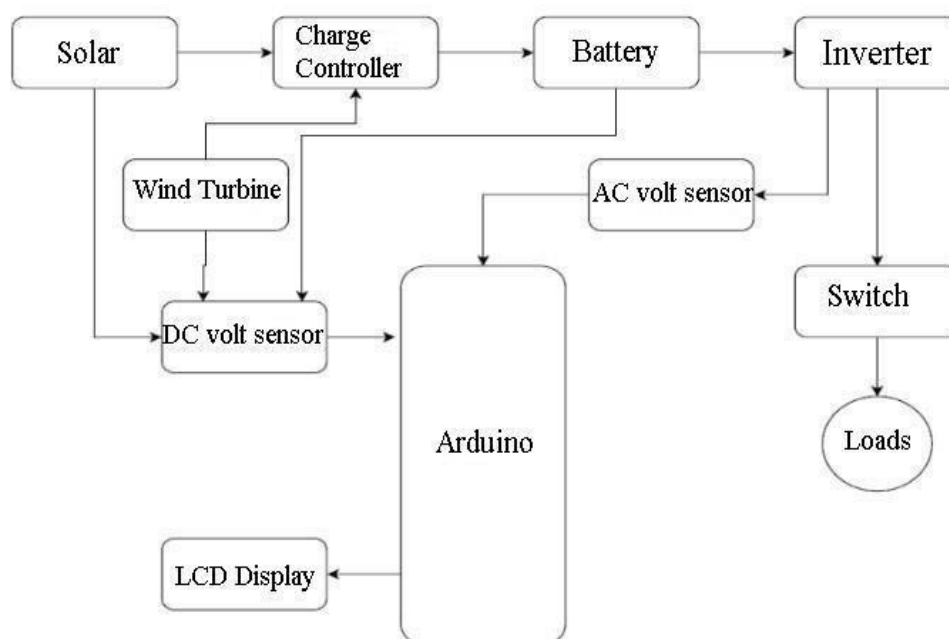 Solar
Charge
Controller
Battery
Inverter
Wind Turbine
AC volt sensor
Switch
DC volt sensor
Arduino
Loads
LCD Display